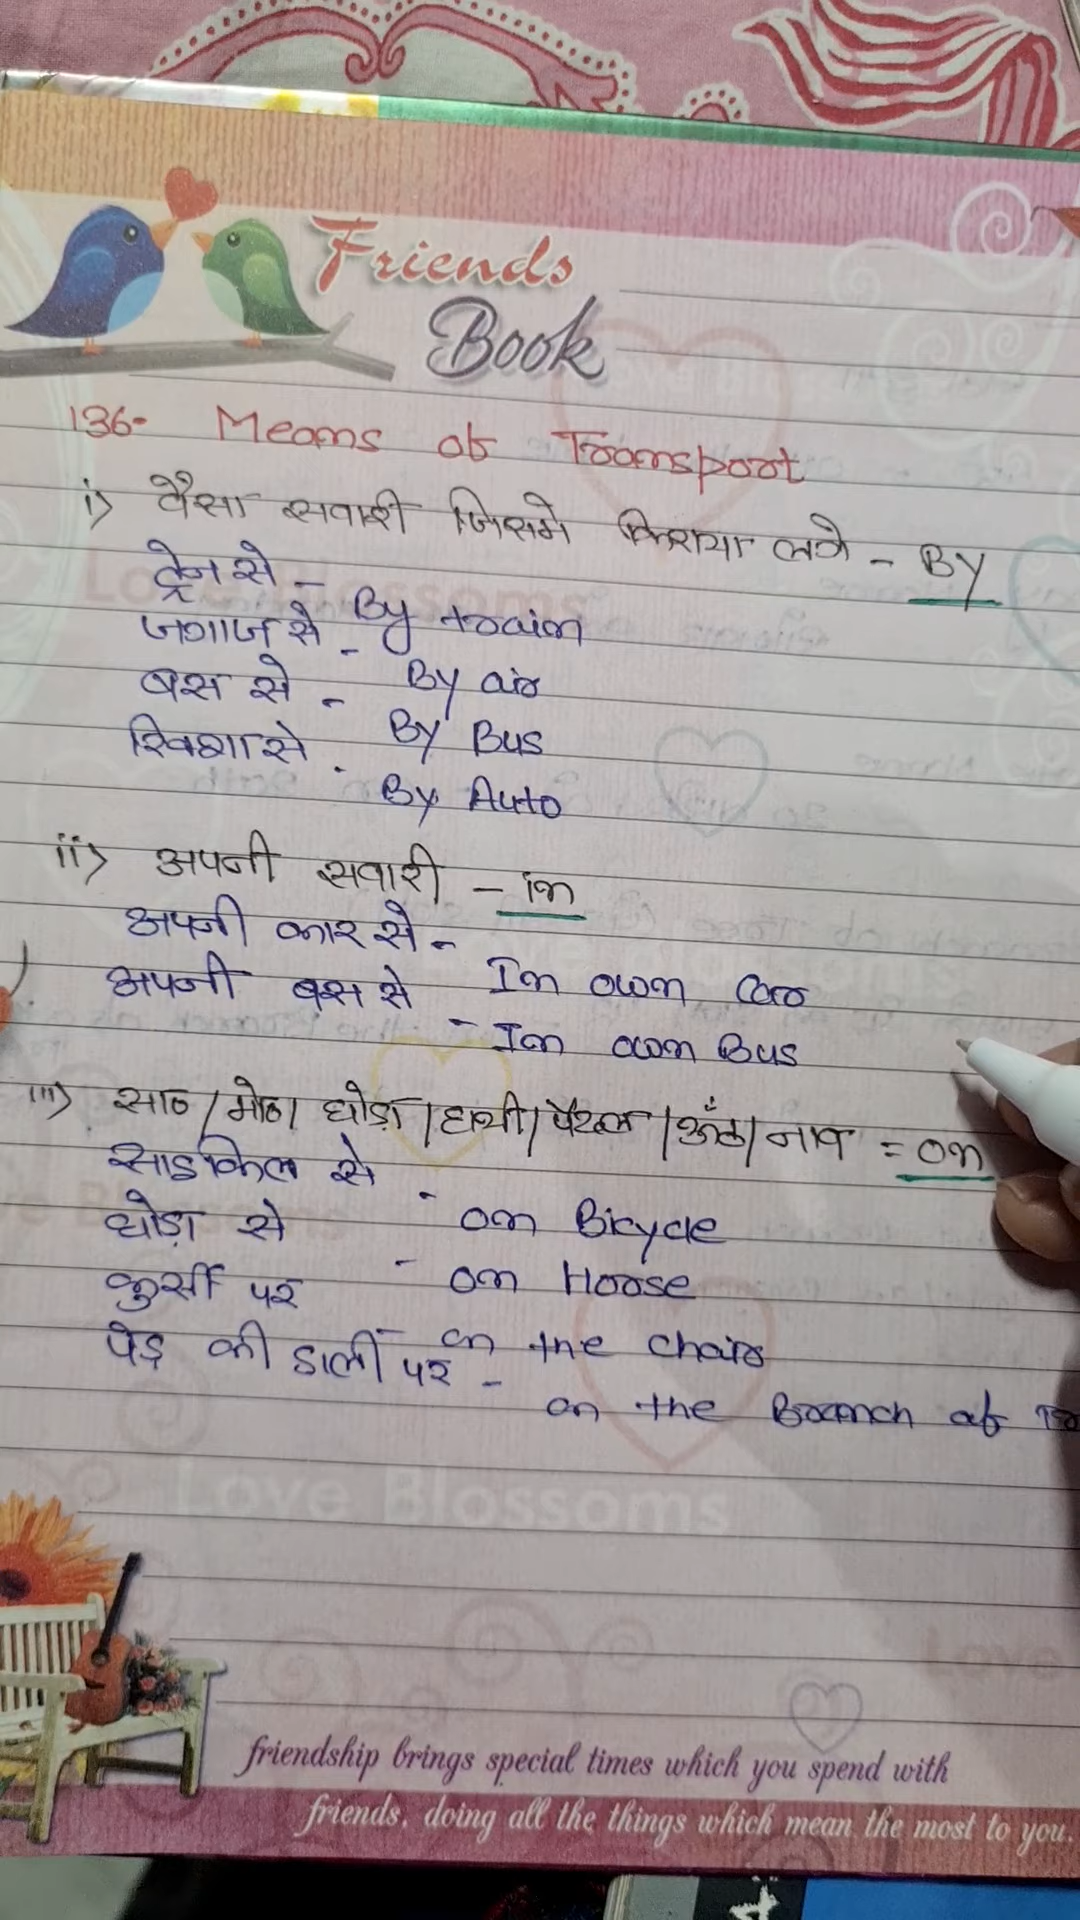 Friends
Book
136- Means of Transport
i) वैसा सवारी जिसमे किराया लगे - BY
ट्रेन से - By train
जहाज से - By air
बस से - By Bus
रिक्शा से - By Auto
ii) अपनी सवारी - in
अपनी कार से - In own Car
अपनी बस से - In own Bus
iii) साठ / मोठा / घोड़ा / हाथी / पैदल / ऊँट / नाव = on
साइकिल से - on Bicycle
घोड़ा से - on Horse
कुर्सी पर - on the chair
पेड़ की डाली पर - on the Branch of
Love Blossoms
friendship brings special times which you spend with
friends, doing all the things which mean the most to you.